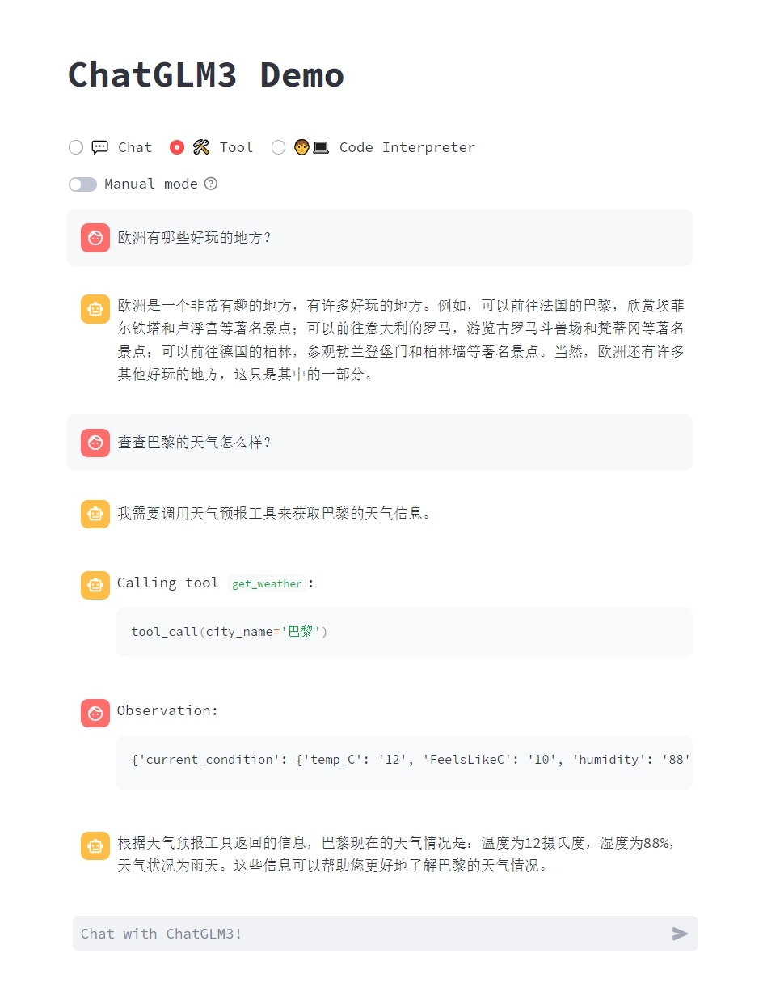 ChatGLM3 Demo
Chat Tool Code Interpreter
Manual mode
欧洲有哪些好玩的地方?
欧洲是一个非常有趣的地方，有许多好玩的地方。例如，可以前往法国的巴黎，欣赏埃菲
尔铁塔和卢浮宫等著名景点；可以前往意大利的罗马，游览古罗马斗兽场和梵蒂冈等著名
景点；可以前往德国的柏林，参观勃兰登堡门和柏林墙等著名景点。当然，欧洲还有许多
其他好玩的地方，这只是其中的一部分。
查查巴黎的天气怎么样?
我需要调用天气预报工具来获取巴黎的天气信息。
Calling tool get_weather:
tool_call(city_name='巴黎')
Observation:
{'current_condition': {'temp_C': '12', 'FeelsLikeC': '10', 'humidity': '88'
根据天气预报工具返回的信息，巴黎现在的天气情况是：温度为12摄氏度，湿度为88%，
天气状况为雨天。这些信息可以帮助您更好地了解巴黎的天气情况。
Chat with ChatGLM3!